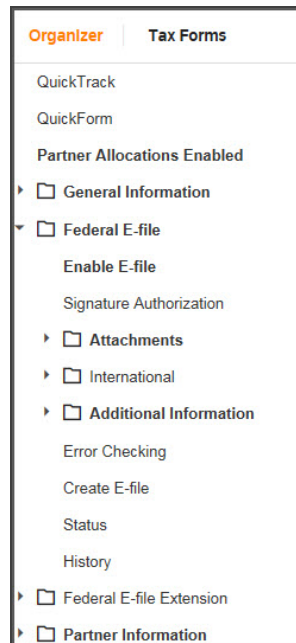 Organizer Tax Forms
QuickTrack
QuickForm
Partner Allocations Enabled
General Information
Federal E-file
Enable E-file
Signature Authorization
Attachments
International
Additional Information
Error Checking
Create E-file
Status
History
Federal E-file Extension
Partner Information